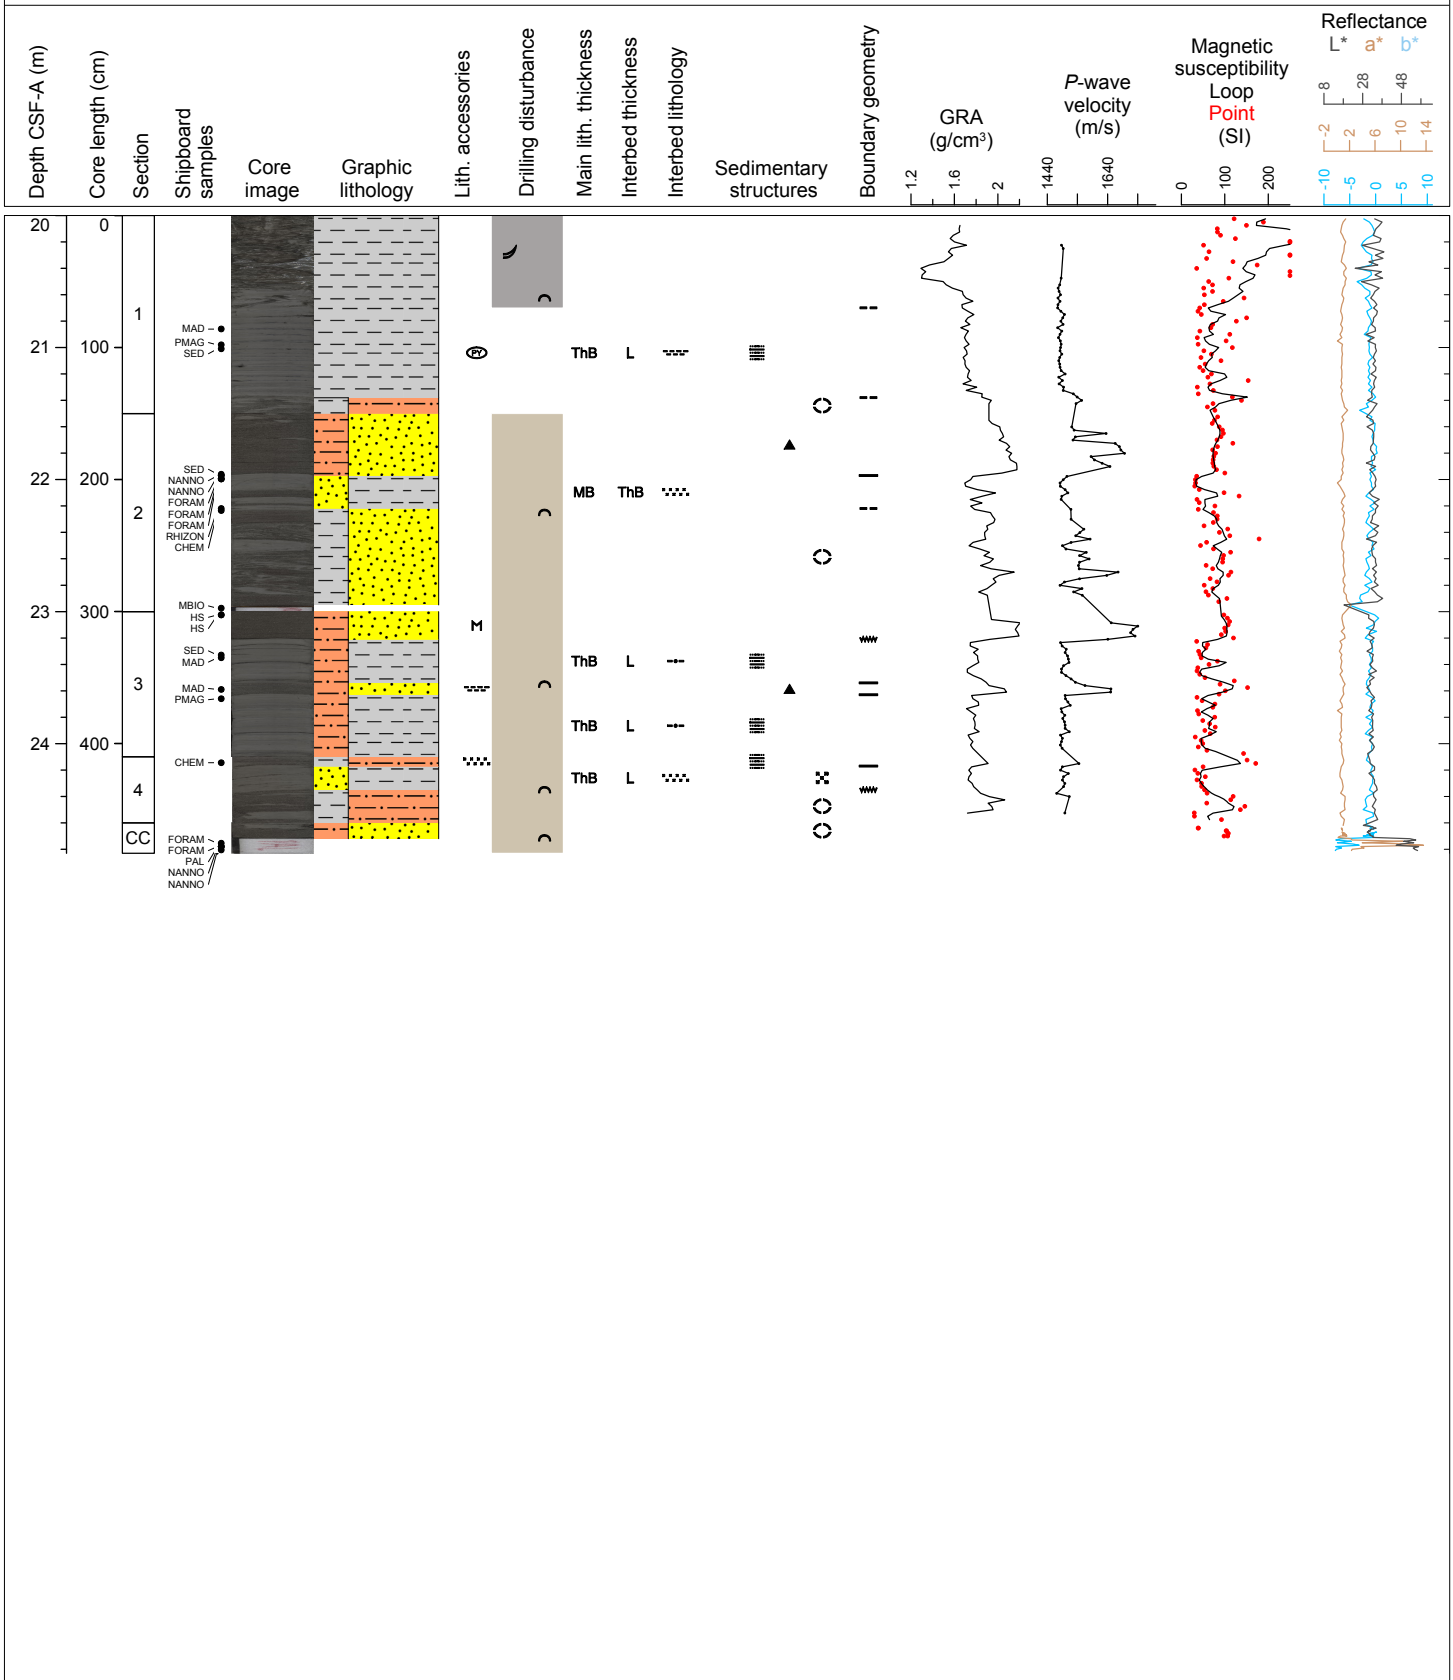 Depth CSF-A (m)
Core length (cm)
Section
Shipboard
samples
Core
image
Graphic
lithology
Lith. accessories
Drilling disturbance
Main lith. thickness
Interbed thickness
Interbed lithology
Sedimentary
structures
Boundary geometry
GRA
(g/cm³)
1.2
1.6
2
P-wave
velocity
(m/s)
1440
1640
Magnetic
susceptibility
Loop
Point
(SI)
0
100
200
Reflectance
L* a* b*
8
28
48
-2
2
6
10
14
-10
-5
0
5
10
20
21
22
23
24
0
100
200
300
400
1
2
3
4
CC
MAD
PMAG
SED
SED
NANNO
NANNO
FORAM
FORAM
FORAM
RHIZON
CHEM
MBIO
HS
HS
SED
MAD
MAD
PMAG
CHEM
FORAM
FORAM
PAL
NANNO
NANNO
PY
M
ThB L
MB ThB
ThB L
ThB L
ThB L